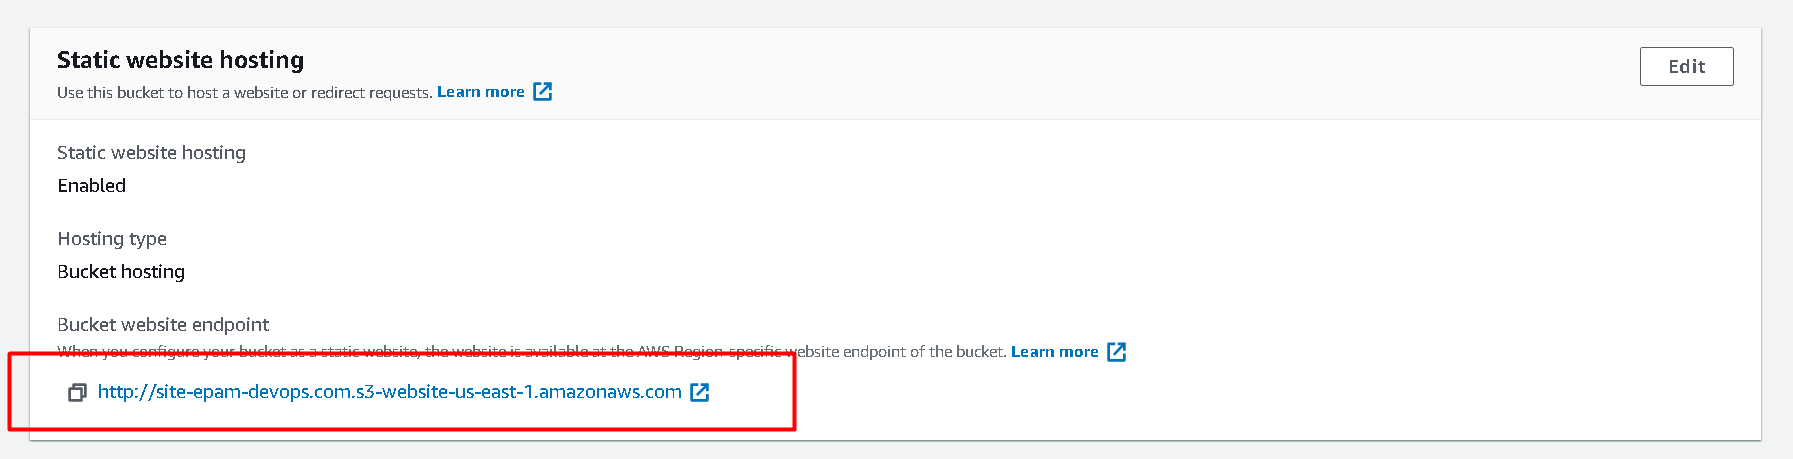 Static website hosting
Edit
Use this bucket to host a website or redirect requests. Learn more
Static website hosting
Enabled
Hosting type
Bucket hosting
Bucket website endpoint
When you configure your bucket as a static website, the website is available at the AWS Region-specific website endpoint of the bucket. Learn more
http://site-epam-devops.com.s3-website-us-east-1.amazonaws.com